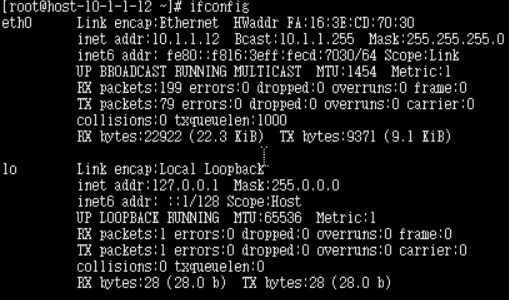 [root@host-10-1-1-12 ~]# ifconfig
eth0      Link encap:Ethernet  HWaddr FA:16:3E:CD:70:30
          inet addr:10.1.1.12  Bcast:10.1.1.255  Mask:255.255.255.0
          inet6 addr: fe80::f816:3eff:fecd:7030/64 Scope:Link
          UP BROADCAST RUNNING MULTICAST  MTU:1454  Metric:1
          RX packets:199 errors:0 dropped:0 overruns:0 frame:0
          TX packets:79 errors:0 dropped:0 overruns:0 carrier:0
          collisions:0 txqueuelen:1000
          RX bytes:22922 (22.3 KiB)  TX bytes:9371 (9.1 KiB)
lo        Link encap:Local Loopback
          inet addr:127.0.0.1  Mask:255.0.0.0
          inet6 addr: ::1/128 Scope:Host
          UP LOOPBACK RUNNING  MTU:65536  Metric:1
          RX packets:1 errors:0 dropped:0 overruns:0 frame:0
          TX packets:1 errors:0 dropped:0 overruns:0 carrier:0
          collisions:0 txqueuelen:0
          RX bytes:28 (28.0 b)  TX bytes:28 (28.0 b)